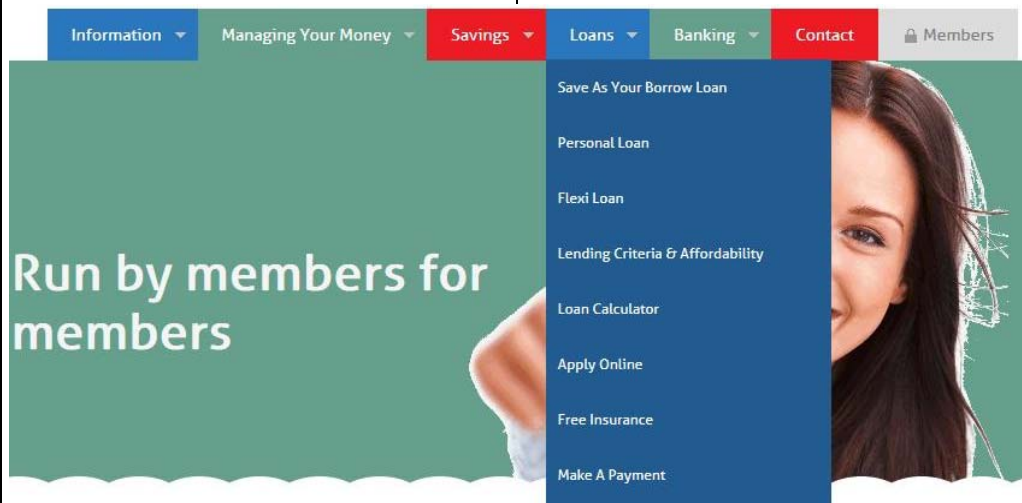 Information
Managing Your Money
Savings
Loans
Banking
Contact
Members
Save As Your Borrow Loan
Personal Loan
Flexi Loan
Lending Criteria & Affordability
Loan Calculator
Apply Online
Free Insurance
Make A Payment
Run by members for
members